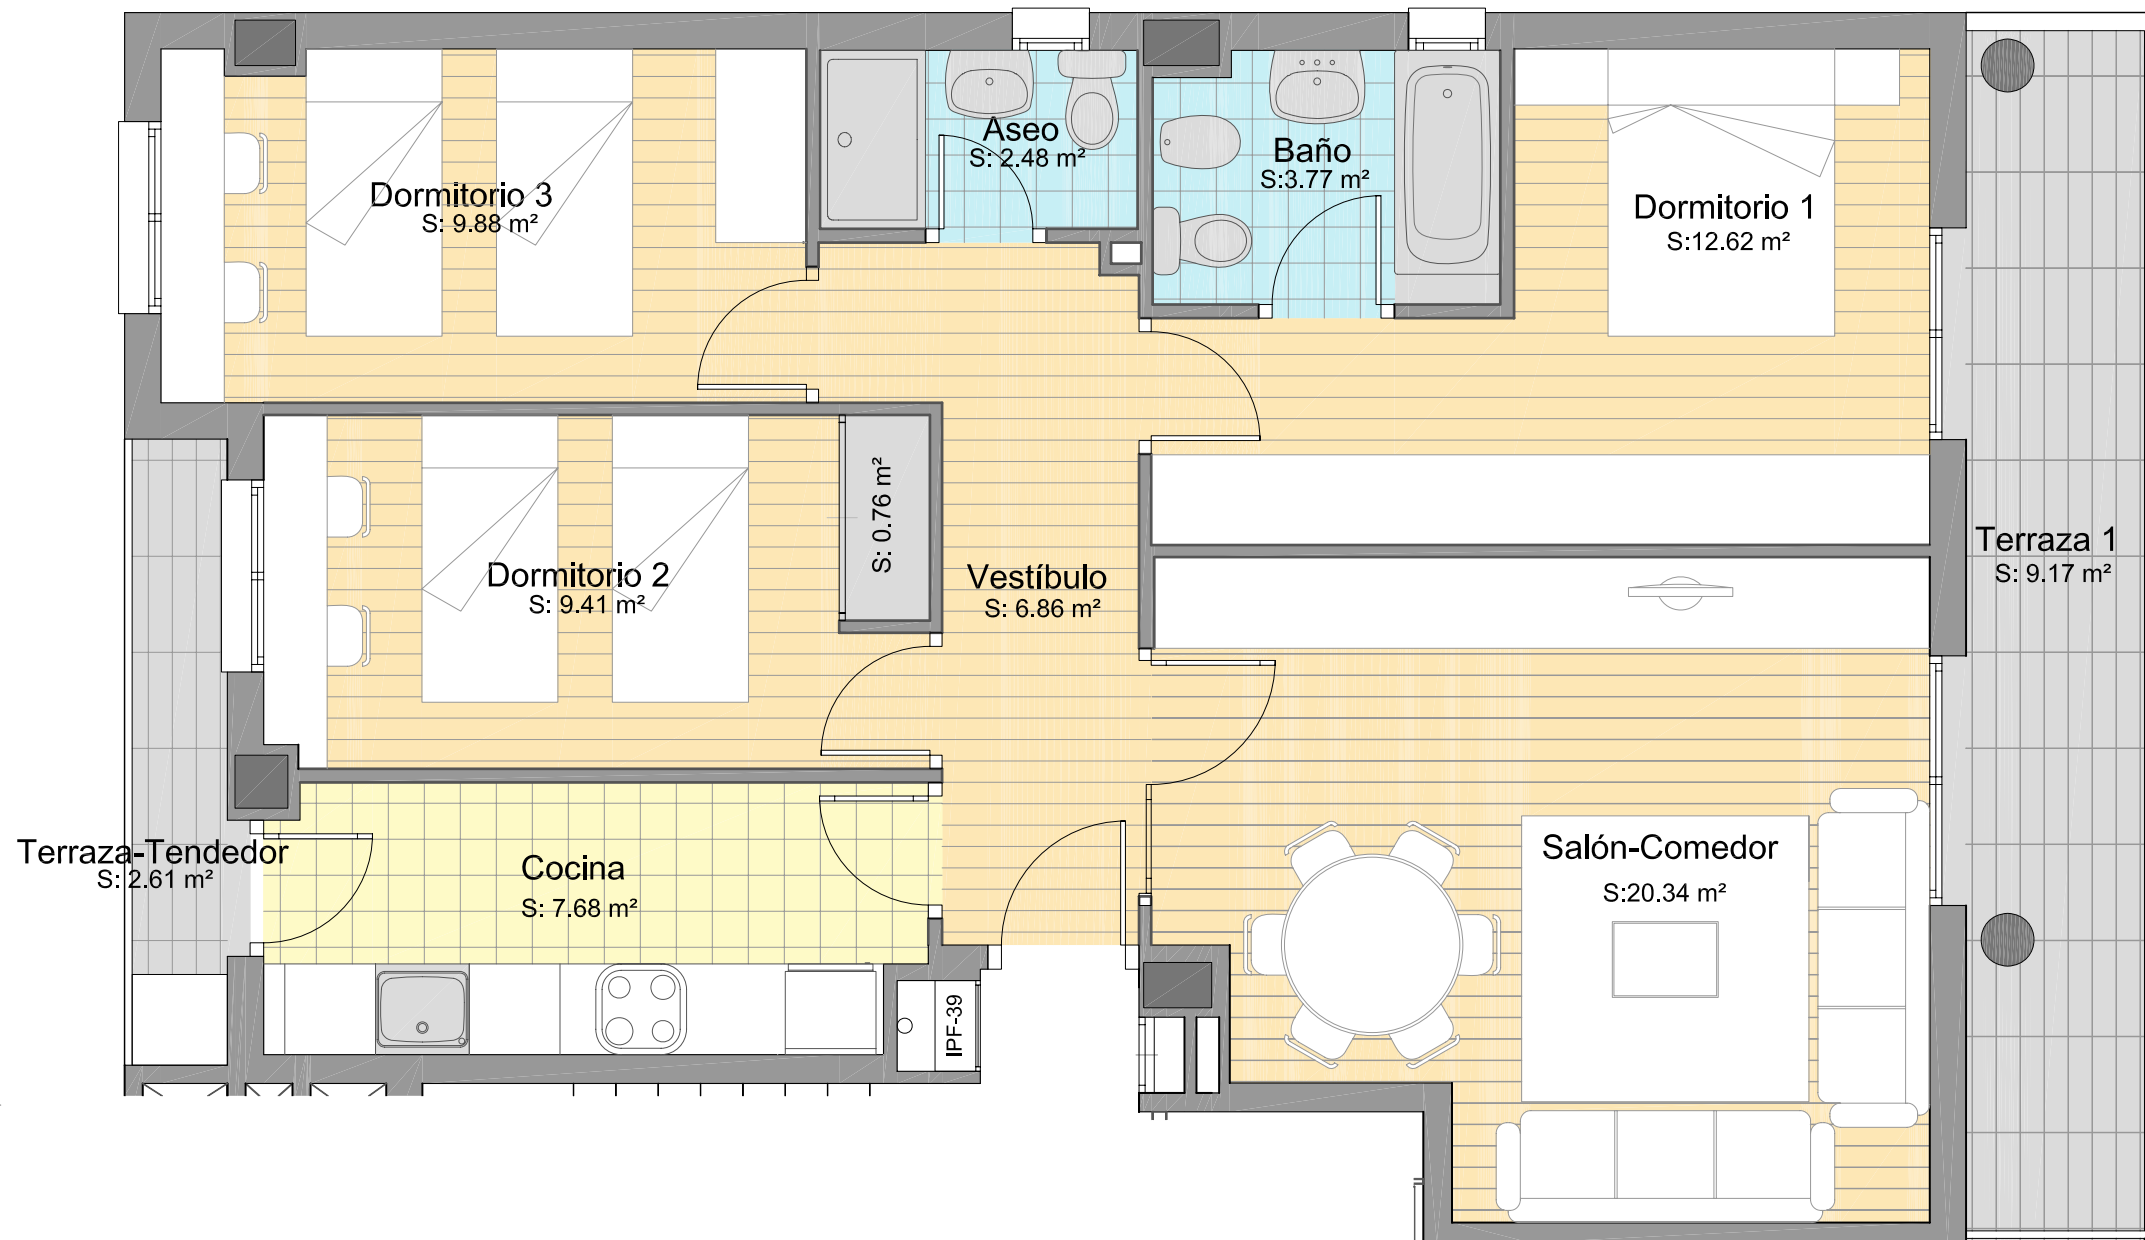 Aseo
S: 2.48 m²
Baño
S:3.77 m²
Dormitorio 3
S: 9.88 m²
Dormitorio 1
S:12.62 m²
S: 0.76 m²
Terraza 1
S: 9.17 m²
Dormitorio 2
S: 9.41 m²
Vestíbulo
S: 6.86 m²
Terraza-Tendedor
S: 2.61 m²
Cocina
S: 7.68 m²
Salón-Comedor
S:20.34 m²
IPF-39